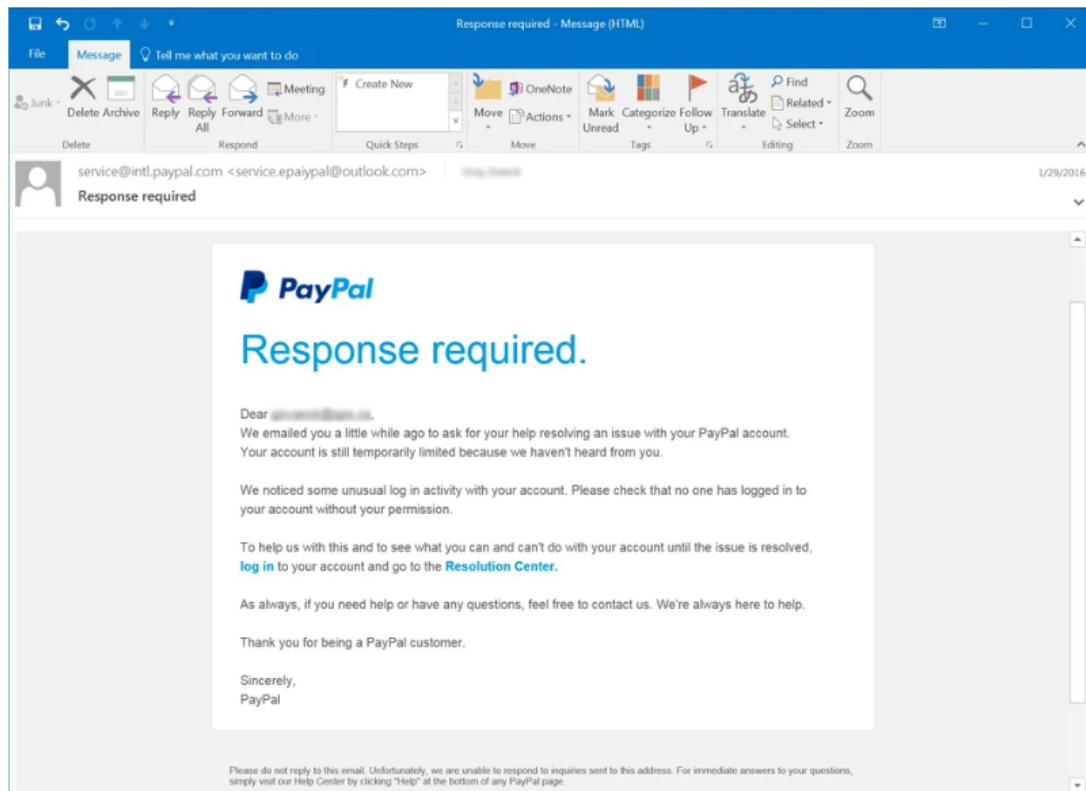 Response required - Message (HTML)
File Message Tell me what you want to do
Junk
Delete Archive
Reply Reply All Forward
Meeting
More
Create New
Move
OneNote
Actions
Mark Unread
Categorize
Follow Up
Translate
Find
Related
Select
Zoom
Delete Respond Quick Steps Move Tags Editing Zoom
service@intl.paypal.com <service.epaiypal@outlook.com>
1/29/2016
Response required
PayPal
Response required.
Dear
We emailed you a little while ago to ask for your help resolving an issue with your PayPal account.
Your account is still temporarily limited because we haven't heard from you.
We noticed some unusual log in activity with your account. Please check that no one has logged in to
your account without your permission.
To help us with this and to see what you can and can't do with your account until the issue is resolved,
log in to your account and go to the Resolution Center.
As always, if you need help or have any questions, feel free to contact us. We're always here to help.
Thank you for being a PayPal customer.
Sincerely,
PayPal
Please do not reply to this email. Unfortunately, we are unable to respond to inquiries sent to this address. For immediate answers to your questions,
simply visit our Help Center by clicking "Help" at the bottom of any PayPal page.